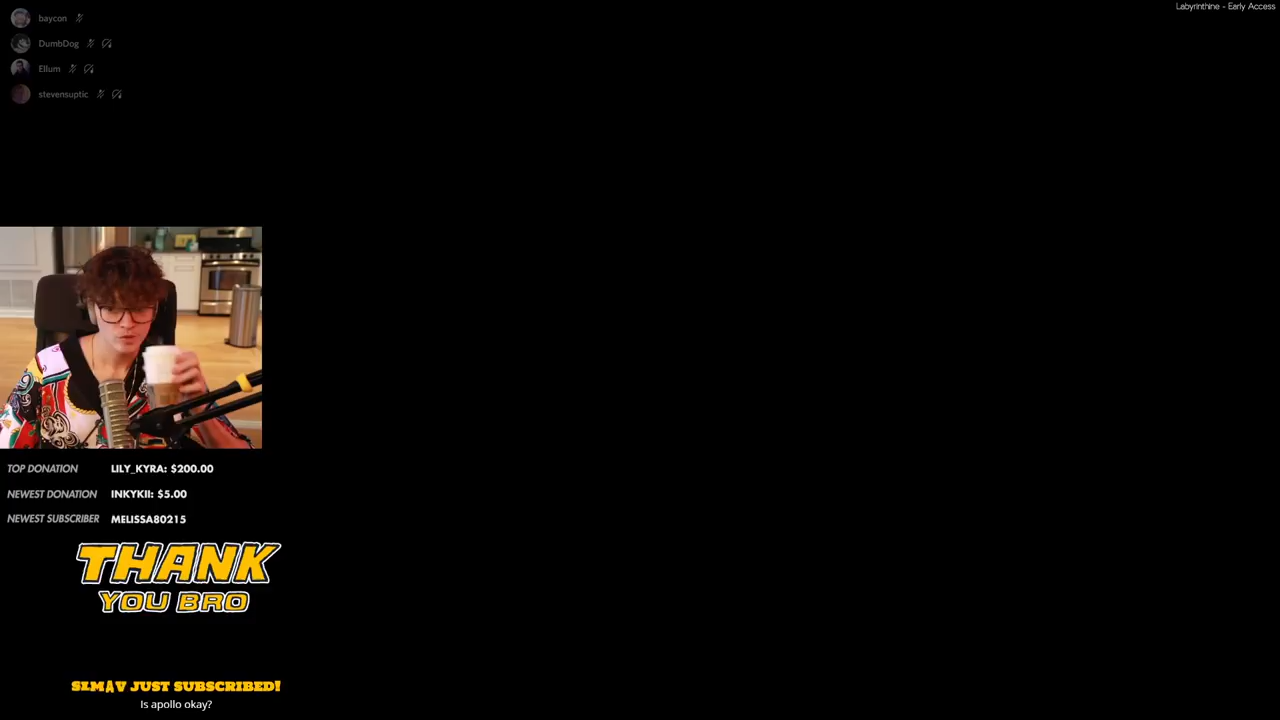 Labyrinthine - Early Access
baycon
DumbDog
Ellum
stevensuptic
TOP DONATION LILY_KYRA: $200.00
NEWEST DONATION INKYKII: $5.00
NEWEST SUBSCRIBER MELISSA80215
THANK
YOU BRO
SLMAV JUST SUBSCRIBED!
Is apollo okay?